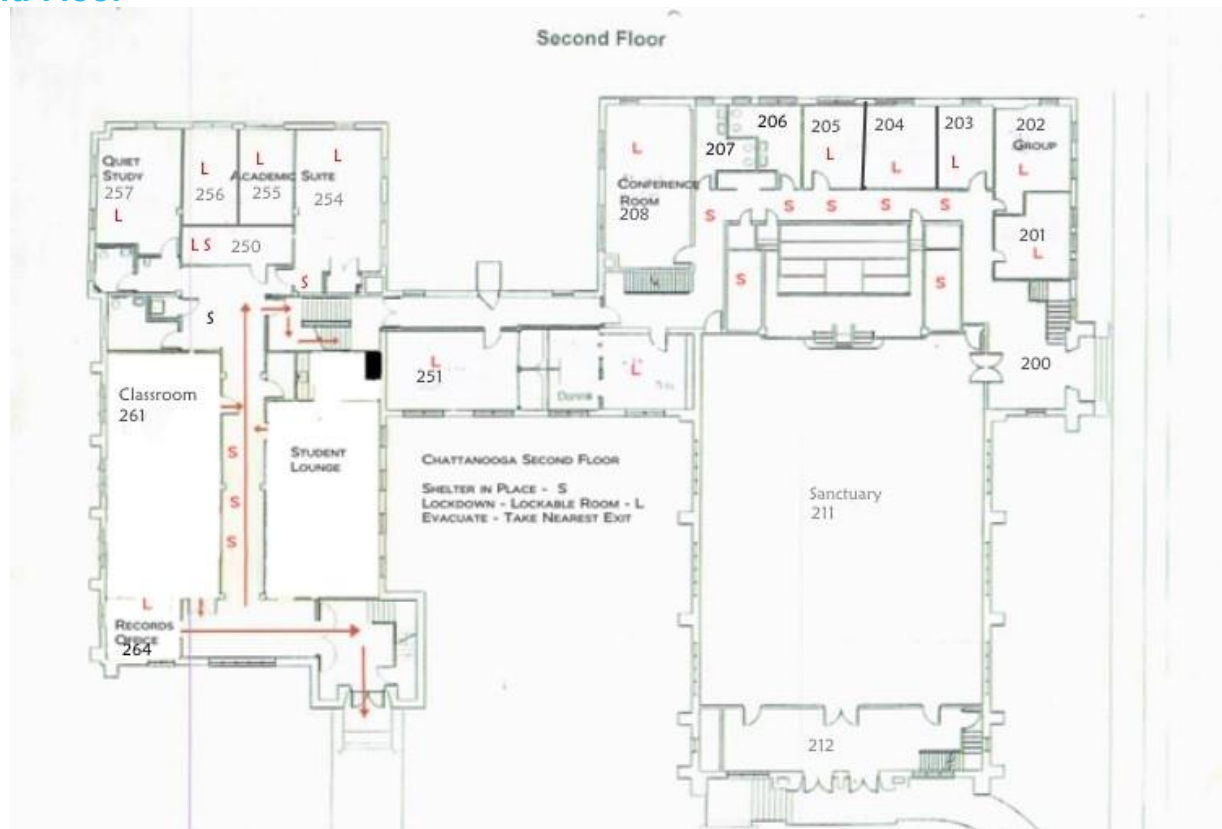 Second Floor
206
205
204
203
202
GROUP
207
L
L
L
L
L
QUIET
STUDY
257
L
L
256
L
255
ACADEMIC SUITE
L
254
CONFERENCE
ROOM
208
S
S
S
S
S
201
L
L S
250
S
S
S
S
200
L
251
L
Classroom
261
S
S
S
STUDENT
LOUNGE
CHATTANOOGA SECOND FLOOR
SHELTER IN PLACE - S
LOCKDOWN - LOCKABLE ROOM - L
EVACUATE - TAKE NEAREST EXIT
Sanctuary
211
L
RECORDS
OFFICE
264
212